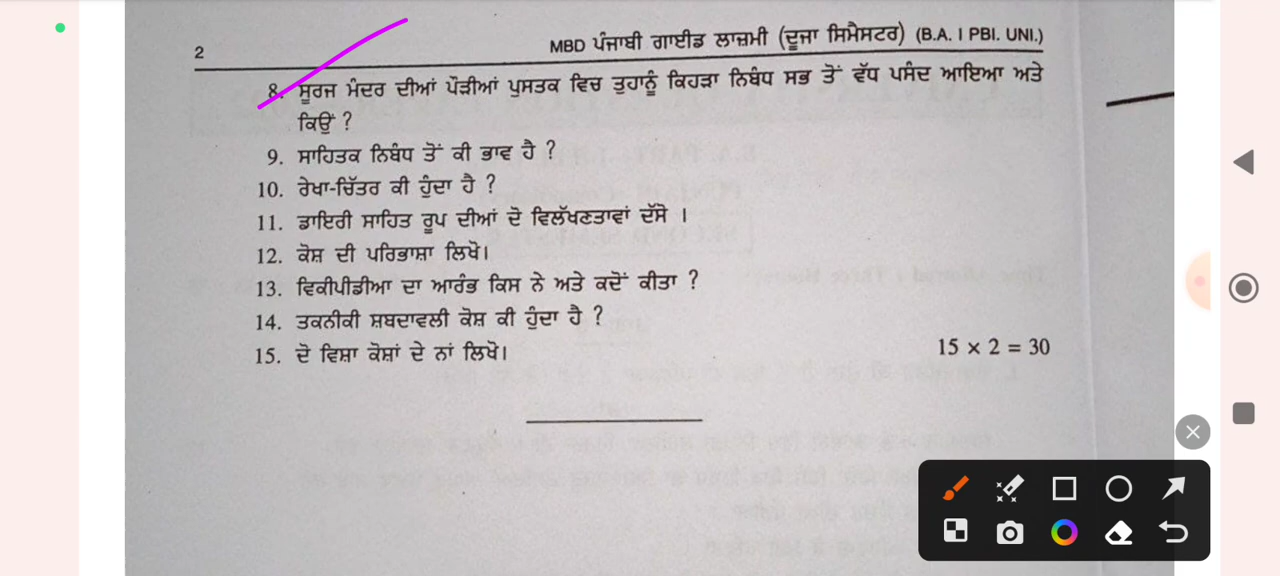 2
MBD ਪੰਜਾਬੀ ਗਾਈਡ ਲਾਜ਼ਮੀ (ਦੂਜਾ ਸਿਮੈਸਟਰ) (B.A. I PBI. UNI.)
8. ਸੂਰਜ ਮੰਦਰ ਦੀਆਂ ਪੌੜੀਆਂ ਪੁਸਤਕ ਵਿਚ ਤੁਹਾਨੂੰ ਕਿਹੜਾ ਨਿਬੰਧ ਸਭ ਤੋਂ ਵੱਧ ਪਸੰਦ ਆਇਆ ਅਤੇ
ਕਿਉਂ ?
9. ਸਾਹਿਤਕ ਨਿਬੰਧ ਤੋਂ ਕੀ ਭਾਵ ਹੈ ?
10. ਰੇਖਾ-ਚਿੱਤਰ ਕੀ ਹੁੰਦਾ ਹੈ ?
11. ਡਾਇਰੀ ਸਾਹਿਤ ਰੂਪ ਦੀਆਂ ਦੋ ਵਿਲੱਖਣਤਾਵਾਂ ਦੱਸੋ ।
12. ਕੋਸ਼ ਦੀ ਪਰਿਭਾਸ਼ਾ ਲਿਖੋ।
13. ਵਿਕੀਪੀਡੀਆ ਦਾ ਆਰੰਭ ਕਿਸ ਨੇ ਅਤੇ ਕਦੋਂ ਕੀਤਾ ?
14. ਤਕਨੀਕੀ ਸ਼ਬਦਾਵਲੀ ਕੋਸ਼ ਕੀ ਹੁੰਦਾ ਹੈ ?
15. ਦੋ ਵਿਸ਼ਾ ਕੋਸ਼ਾਂ ਦੇ ਨਾਂ ਲਿਖੋ। 15 × 2 = 30